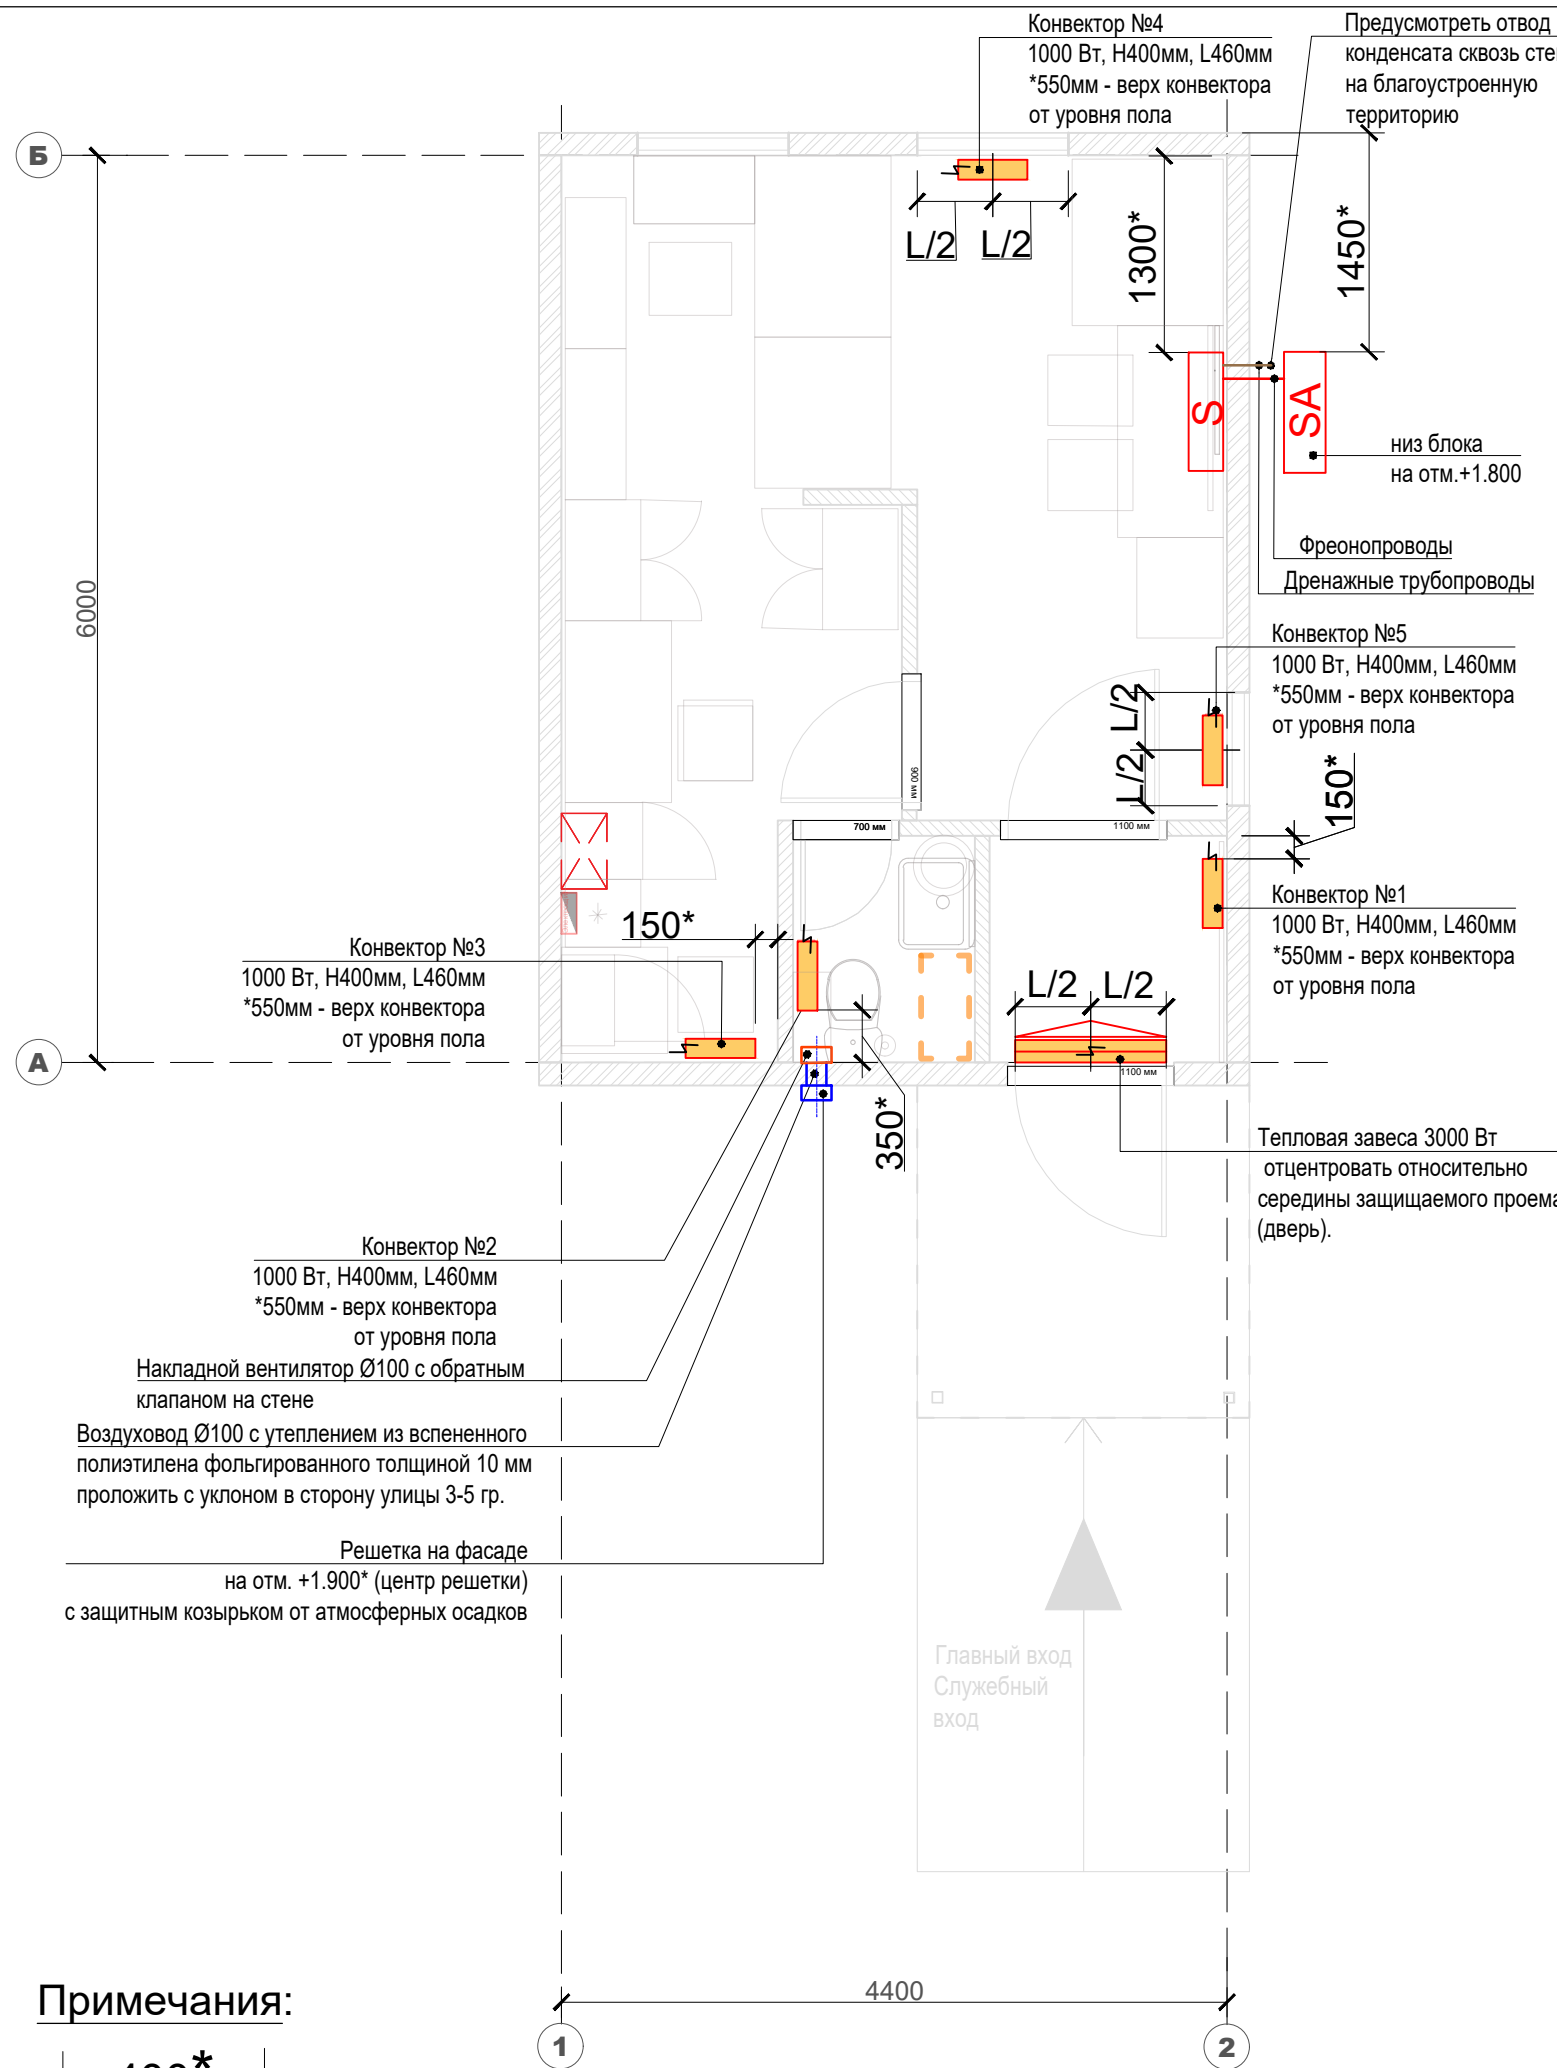 Конвектор №4
1000 Вт, Н400мм, L460мм
*550мм - верх конвектора
от уровня пола
Предусмотреть отвод
конденсата сквозь
на благоустроенную
территорию
Б
L/2
L/2
1300*
1450*
S
SA
низ блока
на отм.+1.800
Фреонопроводы
Дренажные трубопроводы
6000
Конвектор №5
1000 Вт, Н400мм, L460мм
*550мм - верх конвектора
от уровня пола
L/2
L/2
900 мм
150*
700 мм
1100 мм
Конвектор №1
1000 Вт, Н400мм, L460мм
*550мм - верх конвектора
от уровня пола
150*
Конвектор №3
1000 Вт, Н400мм, L460мм
*550мм - верх конвектора
от уровня пола
L/2
L/2
А
1100 мм
350*
Тепловая завеса 3000 Вт
отцентровать относительно
середины защищаемого проема
(дверь).
Конвектор №2
1000 Вт, Н400мм, L460мм
*550мм - верх конвектора
от уровня пола
Накладной вентилятор Ø100 с обратным
клапаном на стене
Воздуховод Ø100 с утеплением из вспененного
полиэтилена фольгированного толщиной 10 мм
проложить с уклоном в сторону улицы 3-5 гр.
Решетка на фасаде
на отм. +1.900* (центр решетки)
с защитным козырьком от атмосферных осадков
Главный вход
Служебный
вход
4400
Примечания:
1
2